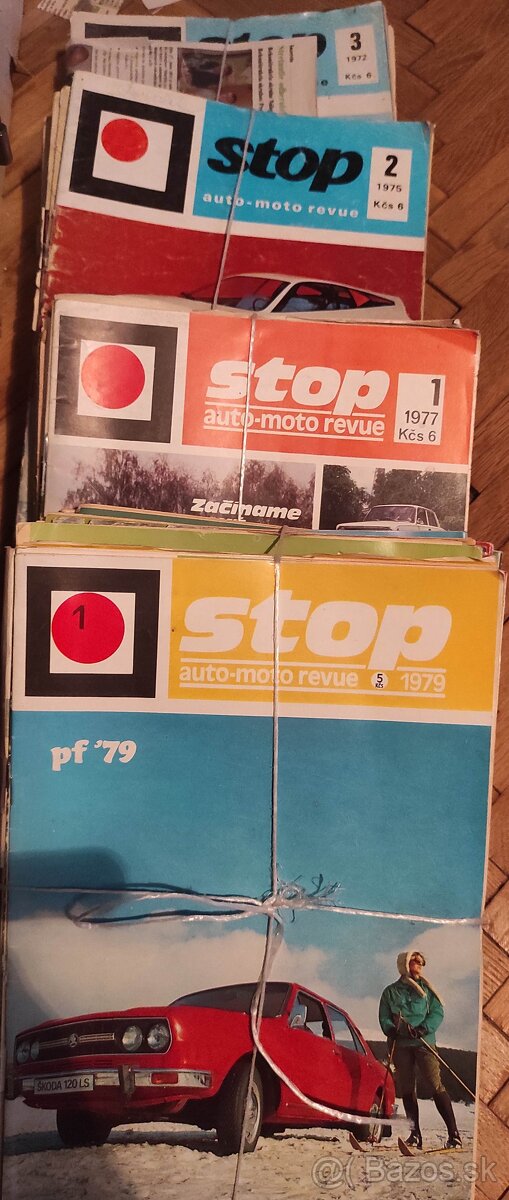 stop
3
1972
Kčs 6
stop
auto-moto revue
2
1975
Kčs 6
stop
auto-moto revue
1
1977
Kčs 6
Začíname
1
stop
auto-moto revue 5 Kčs 1979
pf '79
ŠKODA 120 LS
@( Bazos.sk